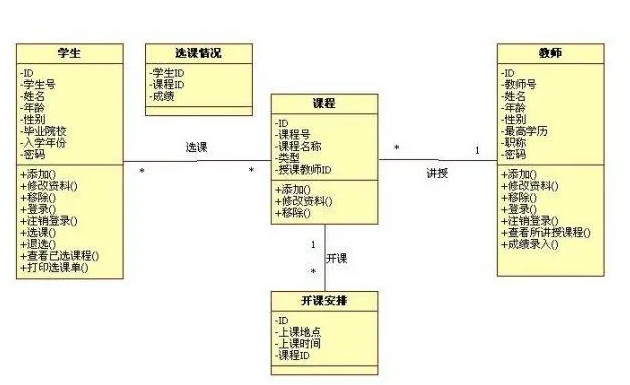 学生
-ID
-学生号
-姓名
-年龄
-性别
-毕业院校
-入学年份
-密码
+添加()
+修改资料()
+移除()
+登录()
+注销登录()
+选课()
+退选()
+查看已选课程()
+打印选课单()
选课情况
-学生ID
-课程ID
-成绩
选课
*
*
课程
-ID
-课程号
-课程名称
-类型
-授课教师ID
+添加()
+修改资料()
+移除()
*
1
讲授
教师
-ID
-教师号
-姓名
-年龄
-性别
-最高学历
-职称
-密码
+添加()
+修改资料()
+移除()
+登录()
+注销登录()
+查看所讲授课程()
+成绩录入()
1
开课
*
开课安排
-ID
-上课地点
-上课时间
-课程ID